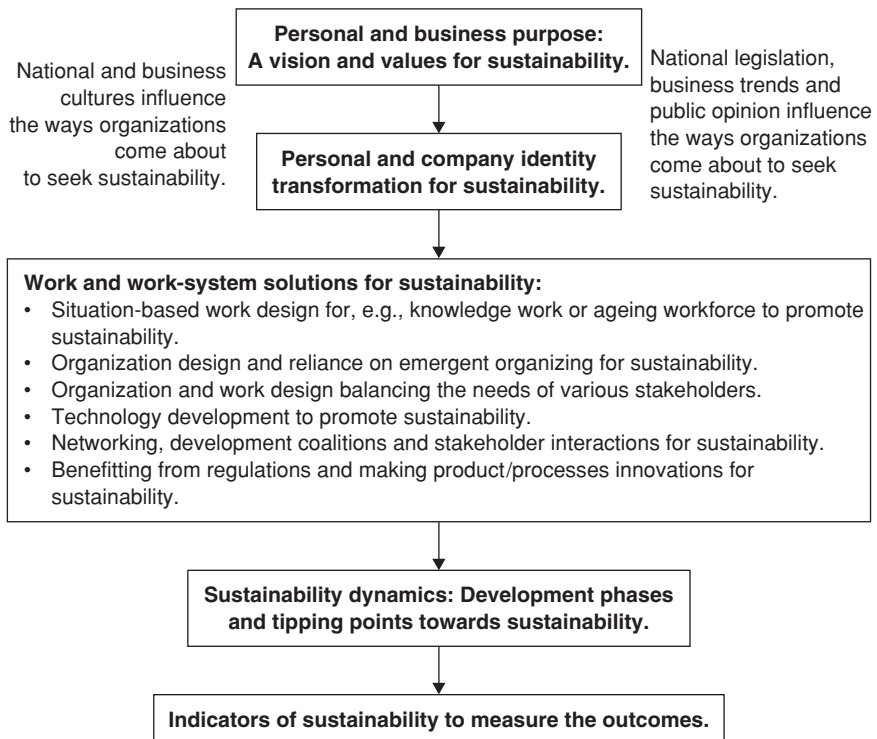 Personal and business purpose:
A vision and values for sustainability.
National and business
cultures influence
the ways organizations
come about
to seek sustainability.
National legislation,
business trends and
public opinion influence
the ways organizations
come about to seek
sustainability.
Personal and company identity
transformation for sustainability.
Work and work-system solutions for sustainability:
• Situation-based work design for, e.g., knowledge work or ageing workforce to promote
sustainability.
• Organization design and reliance on emergent organizing for sustainability.
• Organization and work design balancing the needs of various stakeholders.
• Technology development to promote sustainability.
• Networking, development coalitions and stakeholder interactions for sustainability.
• Benefitting from regulations and making product/processes innovations for
sustainability.
Sustainability dynamics: Development phases
and tipping points towards sustainability.
Indicators of sustainability to measure the outcomes.